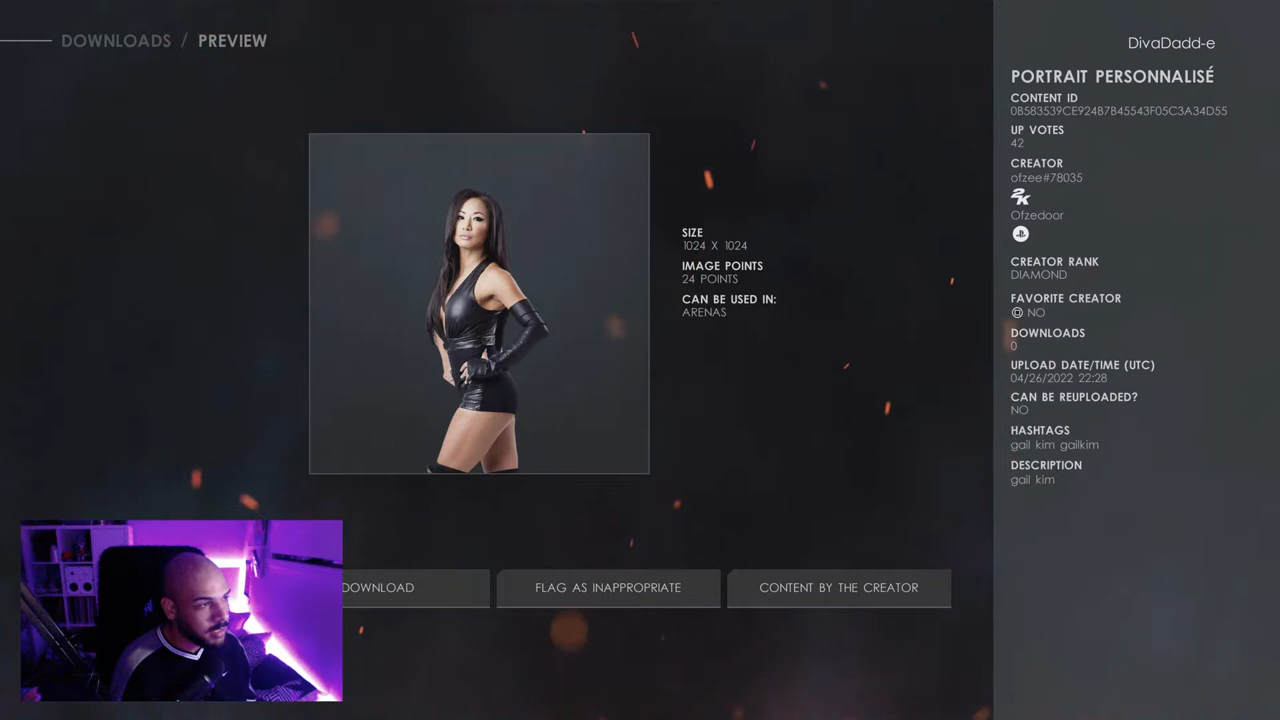 DOWNLOADS / PREVIEW
DivaDadd-e
PORTRAIT PERSONNALISÉ
CONTENT ID
0B583539CE924B7B45543F05C3A34D55
UP VOTES
42
CREATOR
ofzee#78035
2K
Ofzedoor
CREATOR RANK
DIAMOND
FAVORITE CREATOR
NO
DOWNLOADS
0
UPLOAD DATE/TIME (UTC)
04/26/2022 22:28
CAN BE REUPLOADED?
NO
HASHTAGS
gail kim gailkim
DESCRIPTION
gail kim
SIZE
1024 X 1024
IMAGE POINTS
24 POINTS
CAN BE USED IN:
ARENAS
DOWNLOAD
FLAG AS INAPPROPRIATE
CONTENT BY THE CREATOR